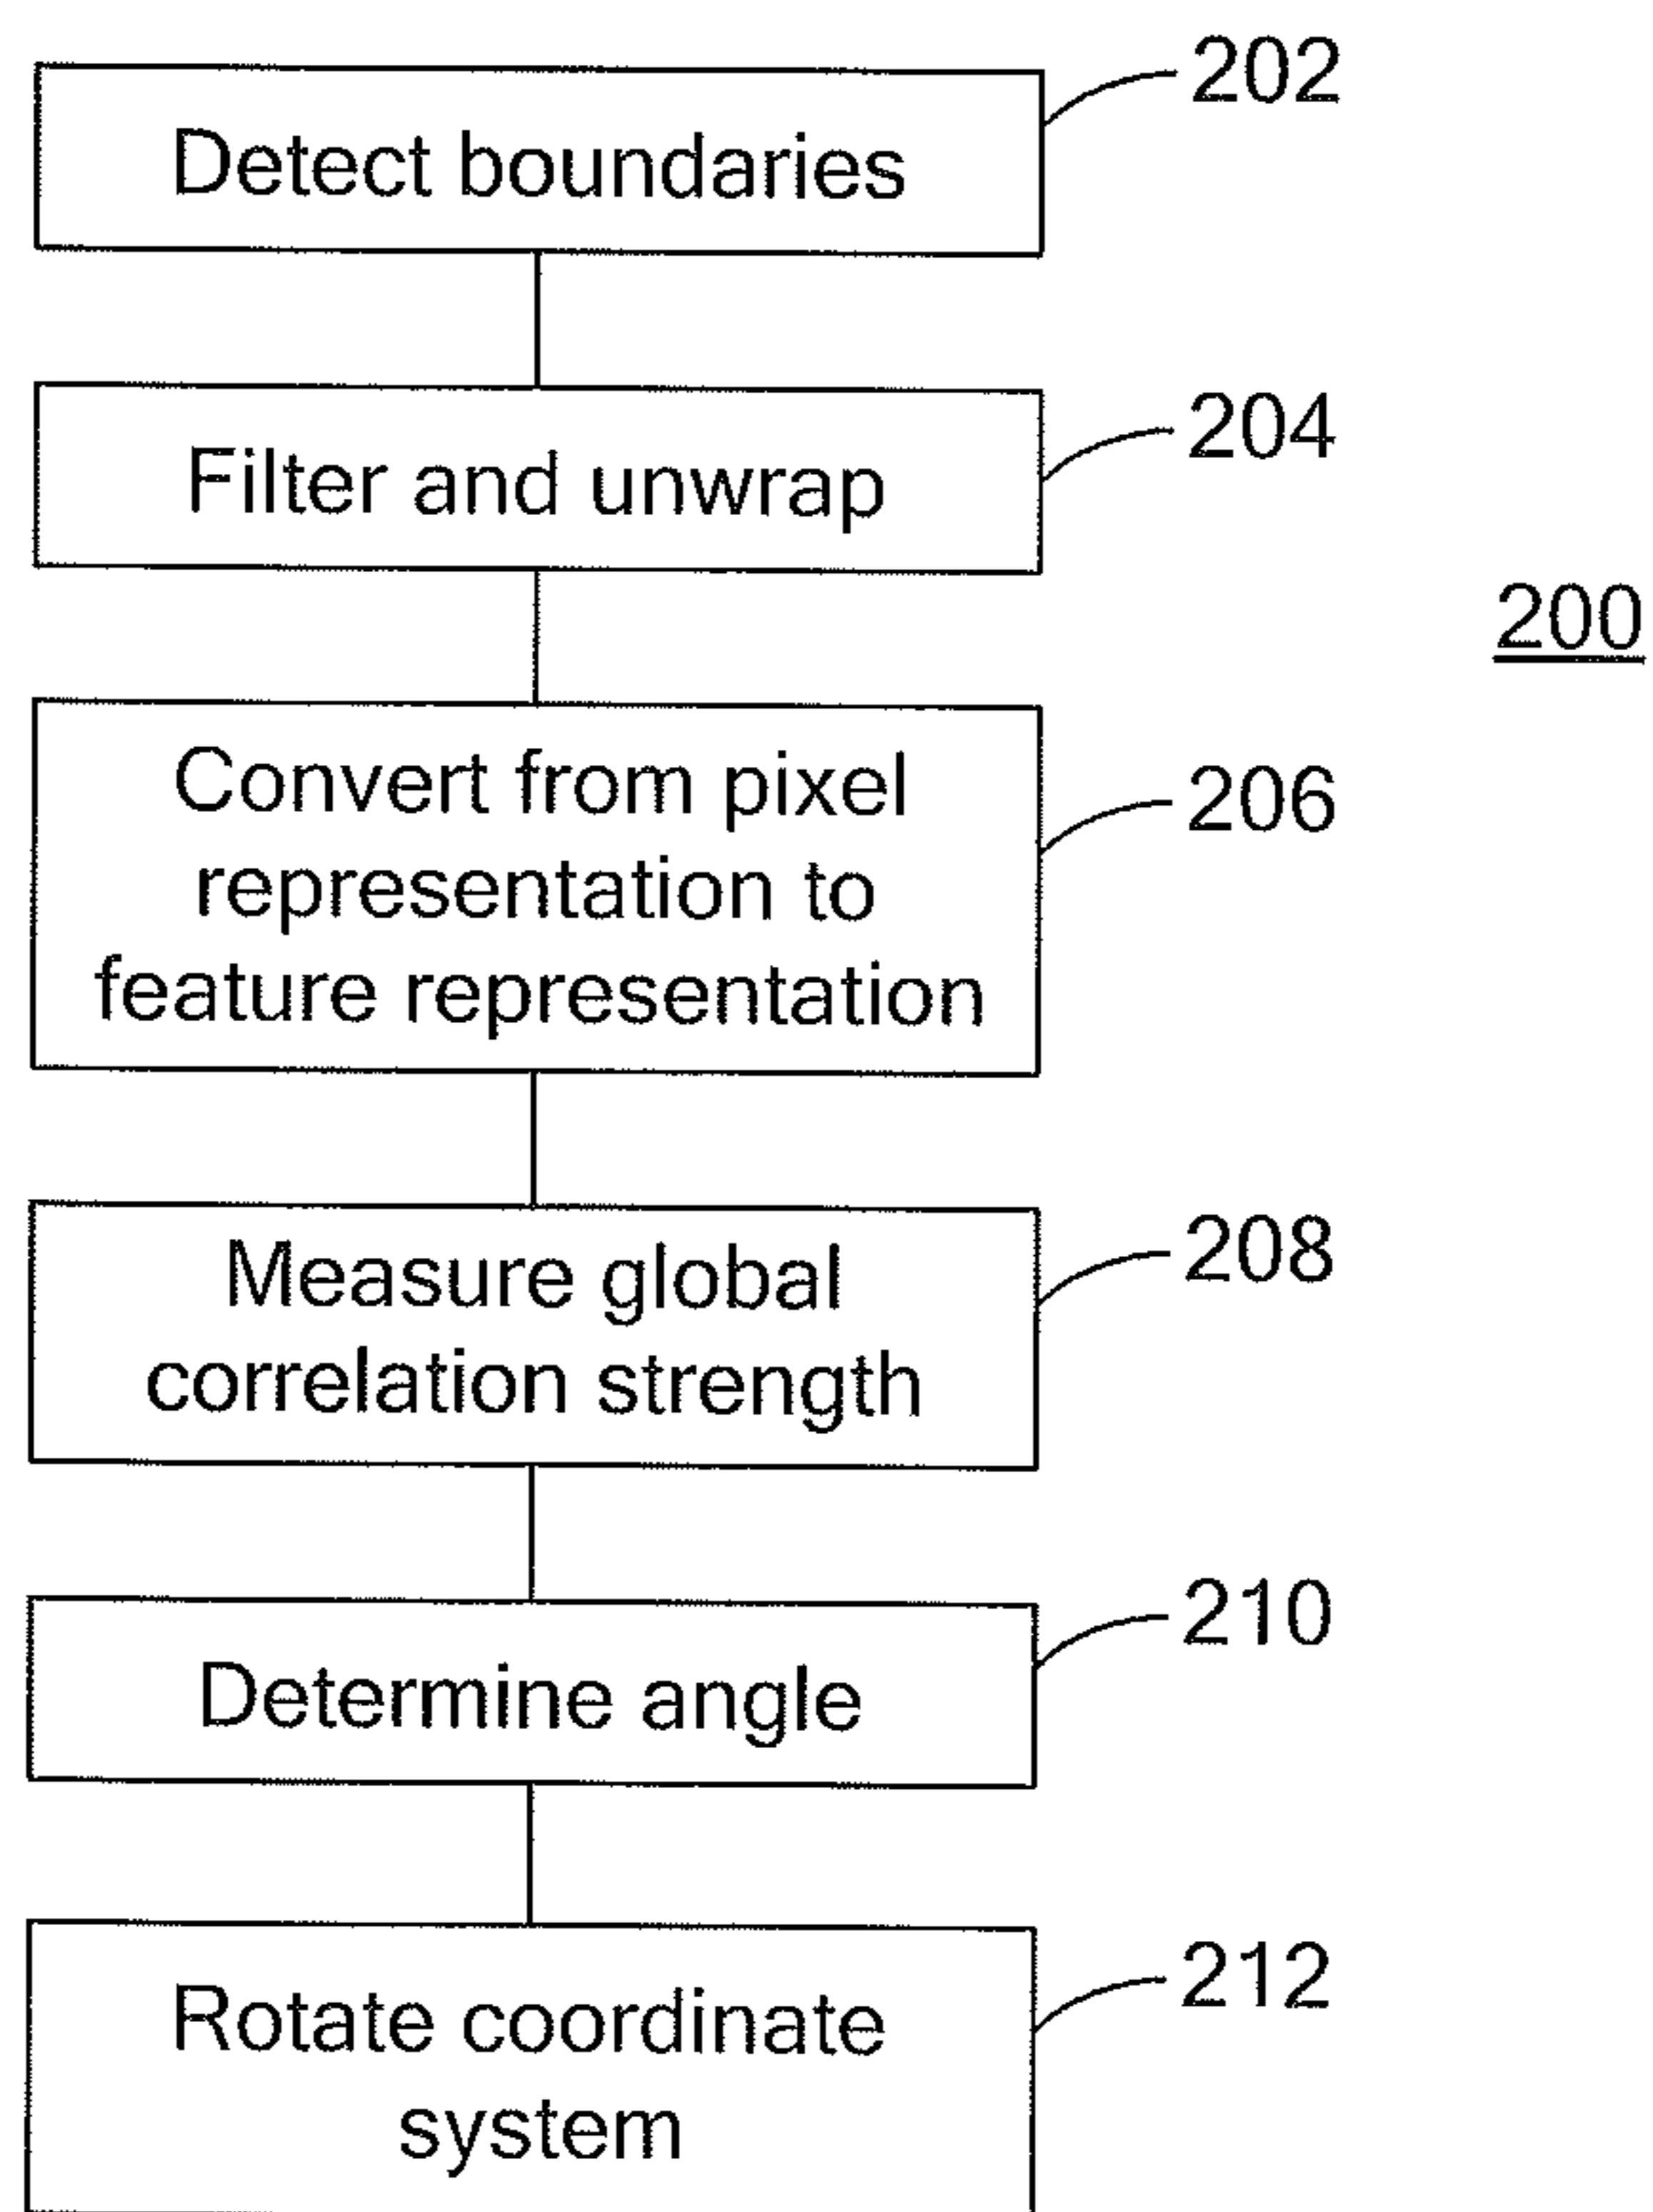 202
Detect boundaries
204
Filter and unwrap
200
Convert from pixel
representation to
feature representation
206
Measure global
correlation strength
208
Determine angle
210
Rotate coordinate
system
212